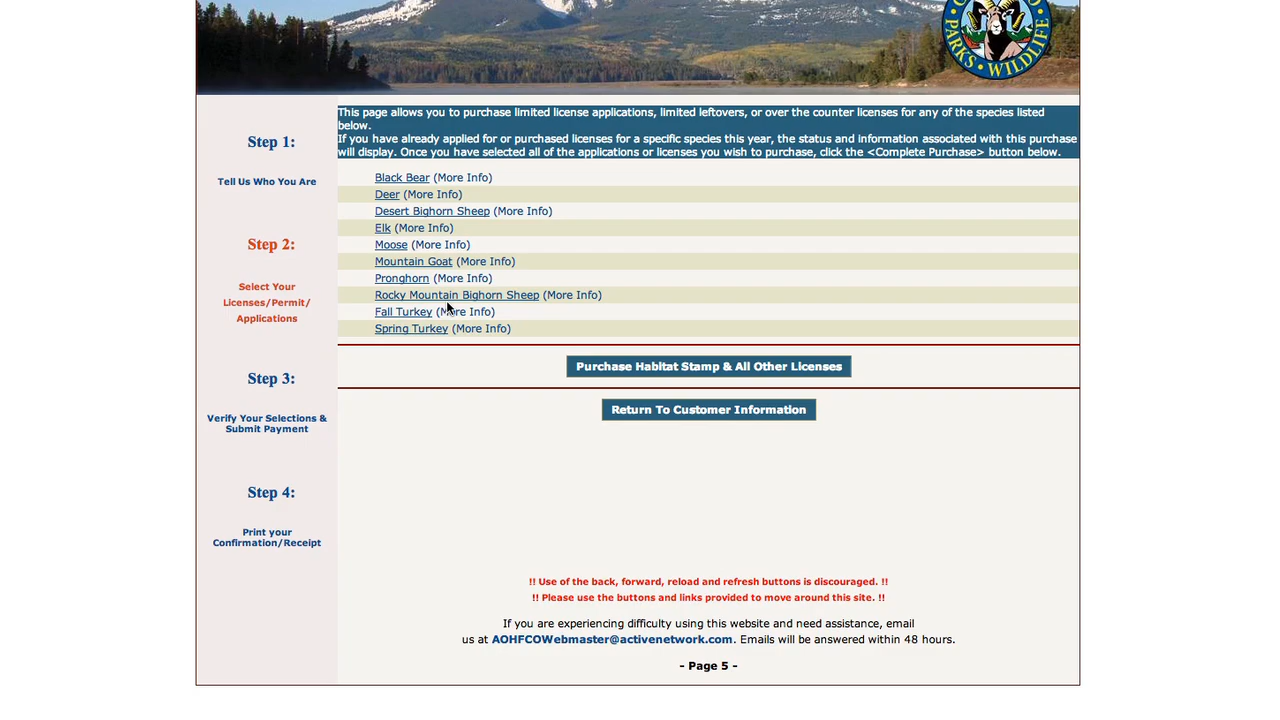 PARKS WILDLIFE
This page allows you to purchase limited license applications, limited leftovers, or over the counter licenses for any of the species listed
below.
If you have already applied for or purchased licenses for a specific species this year, the status and information associated with this purchase
will display. Once you have selected all of the applications or licenses you wish to purchase, click the <Complete Purchase> button below.
Step 1:
Tell Us Who You Are
Step 2:
Select Your
Licenses/Permit/
Applications
Step 3:
Verify Your Selections &
Submit Payment
Step 4:
Print your
Confirmation/Receipt
Black Bear (More Info)
Deer (More Info)
Desert Bighorn Sheep (More Info)
Elk (More Info)
Moose (More Info)
Mountain Goat (More Info)
Pronghorn (More Info)
Rocky Mountain Bighorn Sheep (More Info)
Fall Turkey (More Info)
Spring Turkey (More Info)
Purchase Habitat Stamp & All Other Licenses
Return To Customer Information
!! Use of the back, forward, reload and refresh buttons is discouraged. !!
!! Please use the buttons and links provided to move around this site. !!
If you are experiencing difficulty using this website and need assistance, email
us at AOHFCOWebmaster@activenetwork.com. Emails will be answered within 48 hours.
- Page 5 -